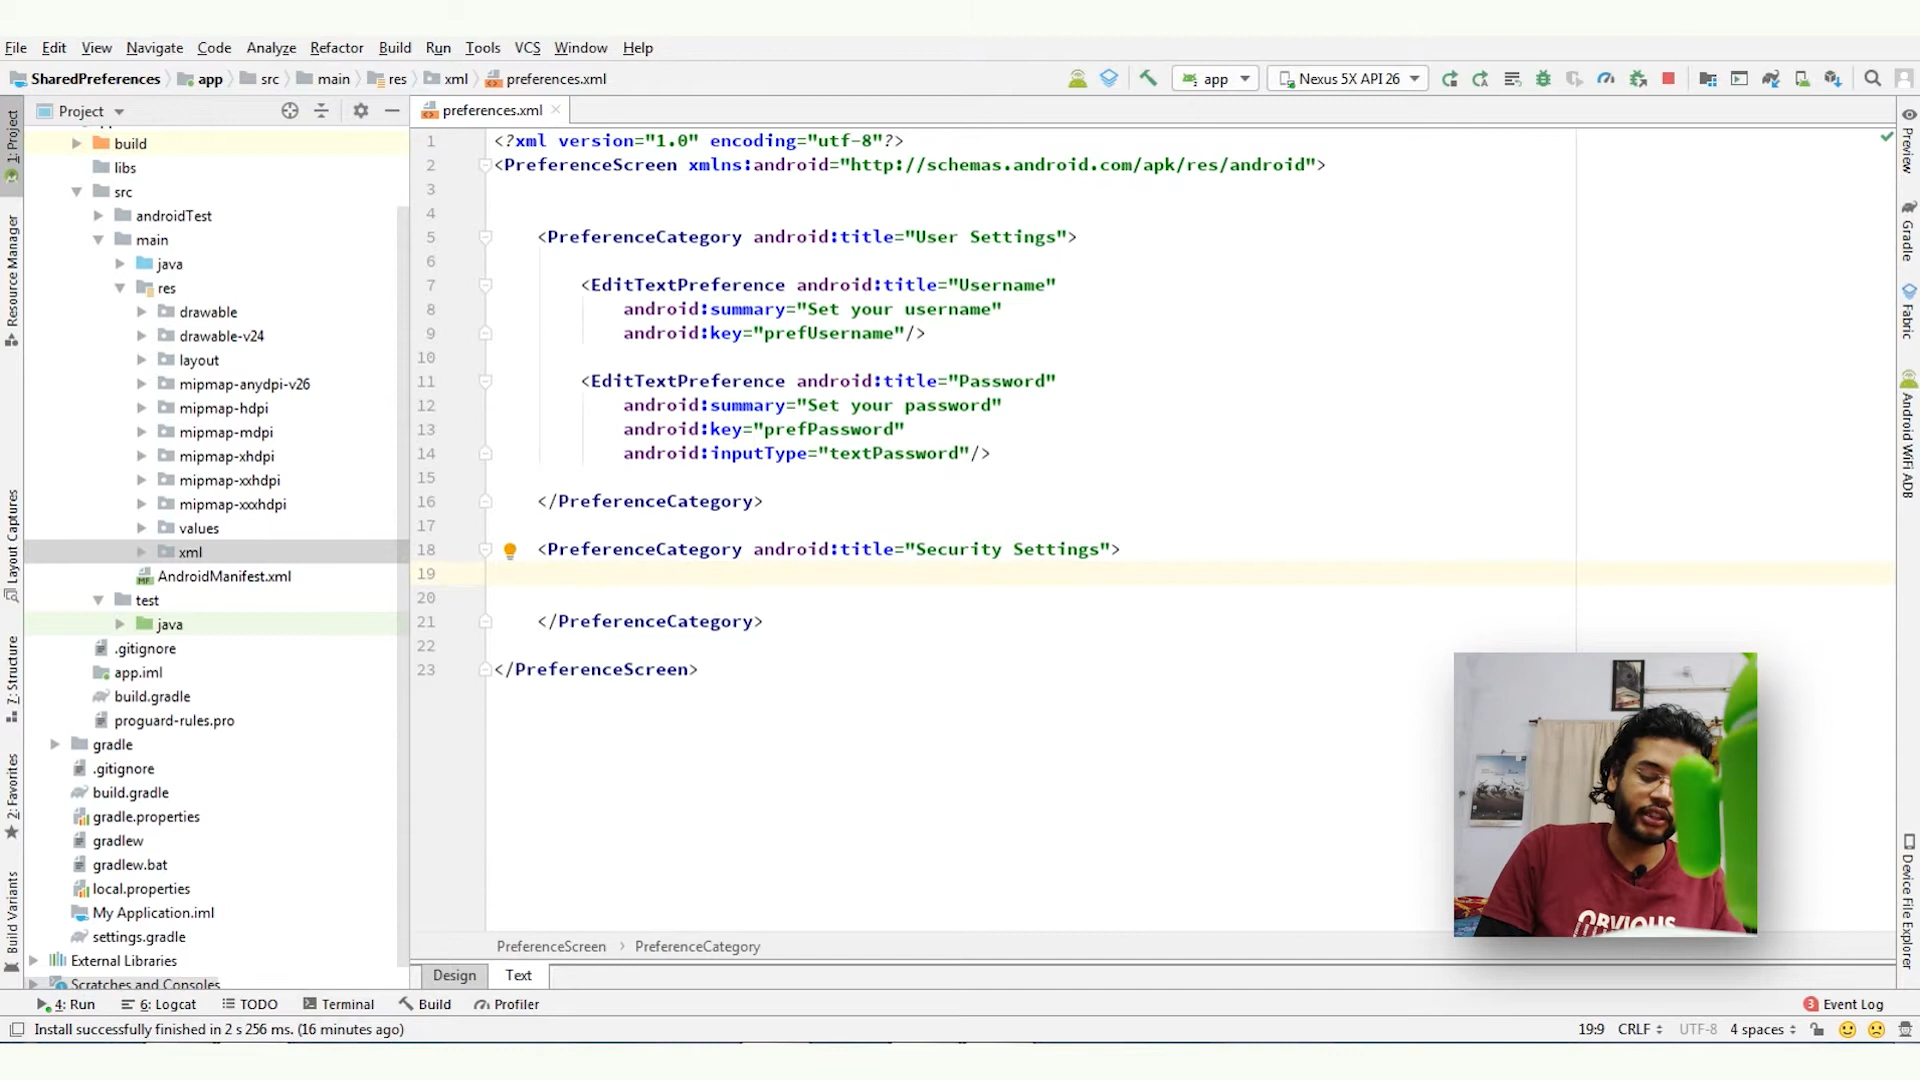 File Edit View Navigate Code Analyze Refactor Build Run Tools VCS Window Help
SharedPreferences app src main res xml preferences.xml app Nexus 5X API 26
Project preferences.xml
1: Project
Resource Manager
Layout Captures
7: Structure
2: Favorites
Build Variants
build
libs
src
androidTest
main
java
res
drawable
drawable-v24
layout
mipmap-anydpi-v26
mipmap-hdpi
mipmap-mdpi
mipmap-xhdpi
mipmap-xxhdpi
mipmap-xxxhdpi
values
xml
AndroidManifest.xml
test
java
.gitignore
app.iml
build.gradle
proguard-rules.pro
gradle
.gitignore
build.gradle
gradle.properties
gradlew
gradlew.bat
local.properties
My Application.iml
settings.gradle
External Libraries
Scratches and Consoles
1 <?xml version="1.0" encoding="utf-8"?>
2 <PreferenceScreen xmlns:android="http://schemas.android.com/apk/res/android">
3
4
5 <PreferenceCategory android:title="User Settings">
6
7 <EditTextPreference android:title="Username"
8 android:summary="Set your username"
9 android:key="prefUsername"/>
10
11 <EditTextPreference android:title="Password"
12 android:summary="Set your password"
13 android:key="prefPassword"
14 android:inputType="textPassword"/>
15
16 </PreferenceCategory>
17
18 <PreferenceCategory android:title="Security Settings">
19
20
21 </PreferenceCategory>
22
23 </PreferenceScreen>
Preview
Gradle
Fabric
Android WiFi ADB
Device File Explorer
OBVIOUS
PreferenceScreen › PreferenceCategory
Design Text
4: Run 6: Logcat TODO Terminal Build Profiler 3 Event Log
Install successfully finished in 2 s 256 ms. (16 minutes ago) 19:9 CRLF UTF-8 4 spaces